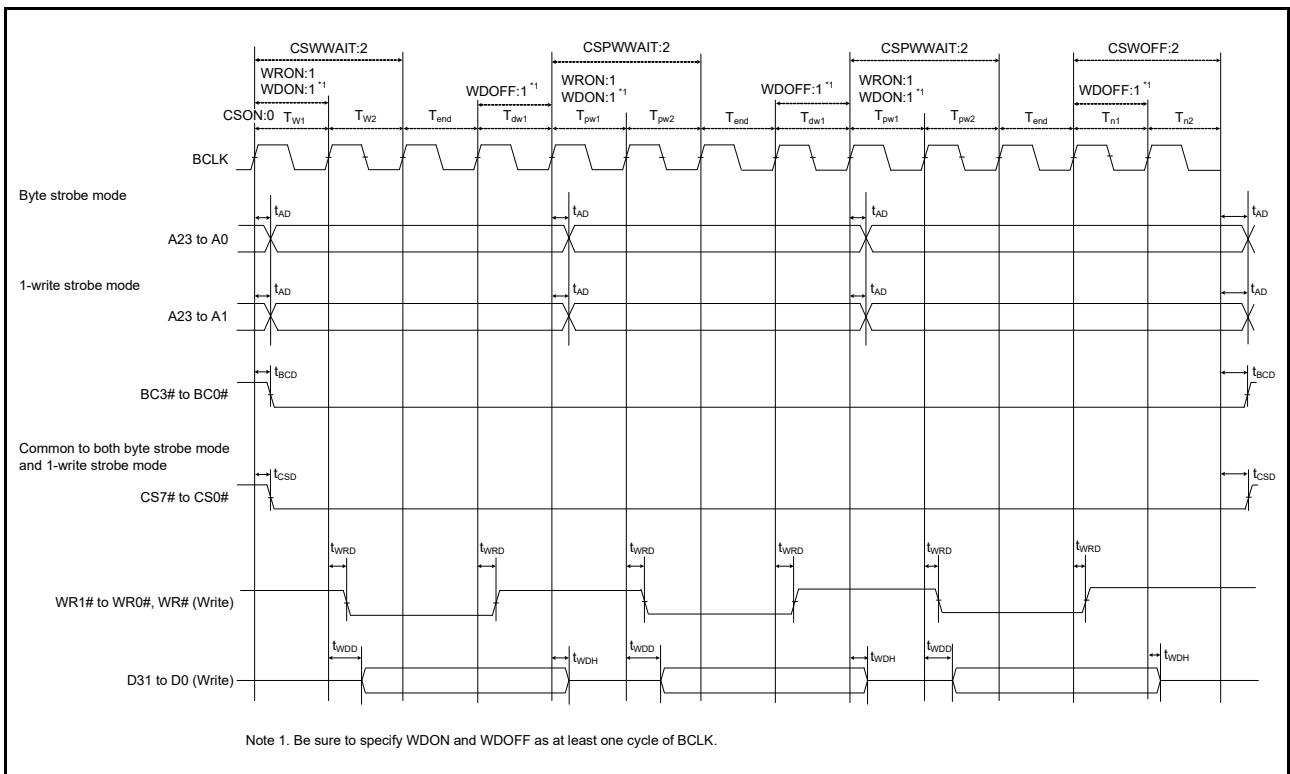 CSWWAIT:2 CSPWWAIT:2 CSPWWAIT:2 CSWOFF:2
WRON:1 WRON:1 WRON:1
WDON:1 *1 WDOFF:1 *1 WDON:1 *1 WDOFF:1 *1 WDON:1 *1 WDOFF:1 *1
CSON:0 TW1 TW2 Tend Tdw1 Tpw1 Tpw2 Tend Tdw1 Tpw1 Tpw2 Tend Tn1 Tn2
BCLK
Byte strobe mode
tAD tAD tAD tAD
A23 to A0
1-write strobe mode
tAD tAD tAD tAD
A23 to A1
tBCD tBCD
BC3# to BC0#
Common to both byte strobe mode
and 1-write strobe mode
tCSD tCSD
CS7# to CS0#
tWRD tWRD tWRD tWRD tWRD tWRD
WR1# to WR0#, WR# (Write)
tWDD tWDH tWDD tWDH tWDD tWDH
D31 to D0 (Write)
Note 1. Be sure to specify WDON and WDOFF as at least one cycle of BCLK.